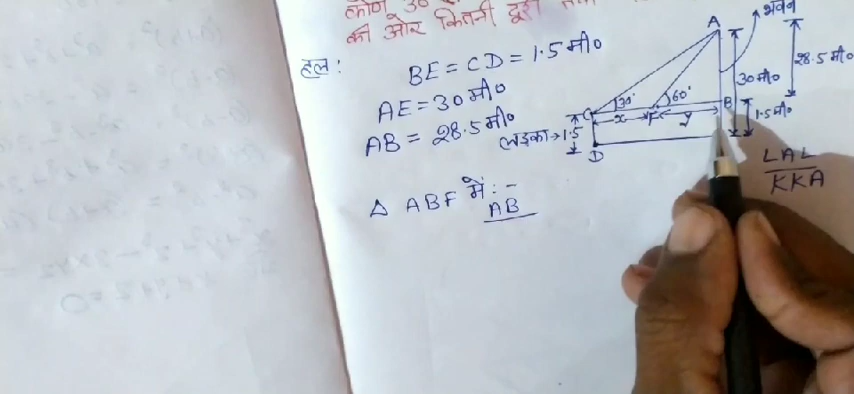 कोण 30
की ओर कितनी दूरी
हल :
BE = CD = 1.5 मी०
AE = 30 मी०
AB = 28.5 मी०
△ ABF में :-
AB
A
भवन
28.5 मी०
30 मी०
30°
60°
C
F
B
x
y
1.5 मी०
लड़का → 1.5
D
LAL
KKA